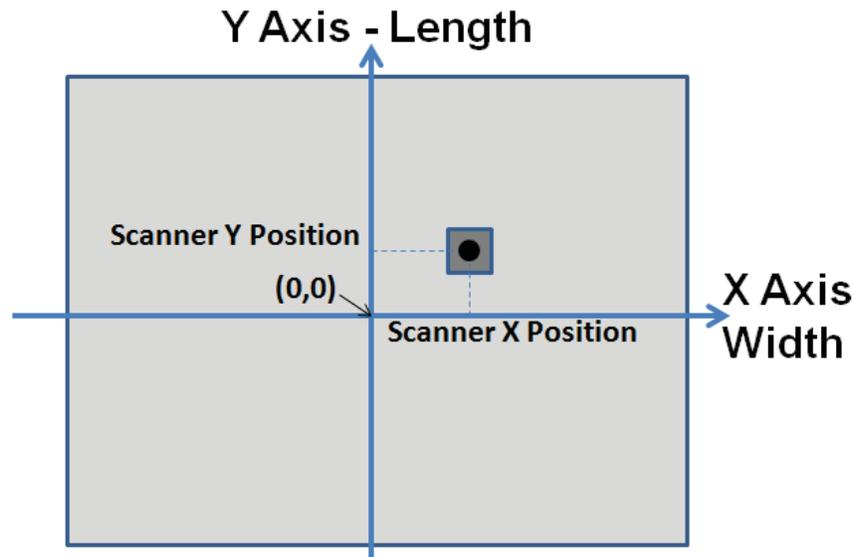 Y Axis - Length
Scanner Y Position
(0,0)
X Axis
Width
Scanner X Position